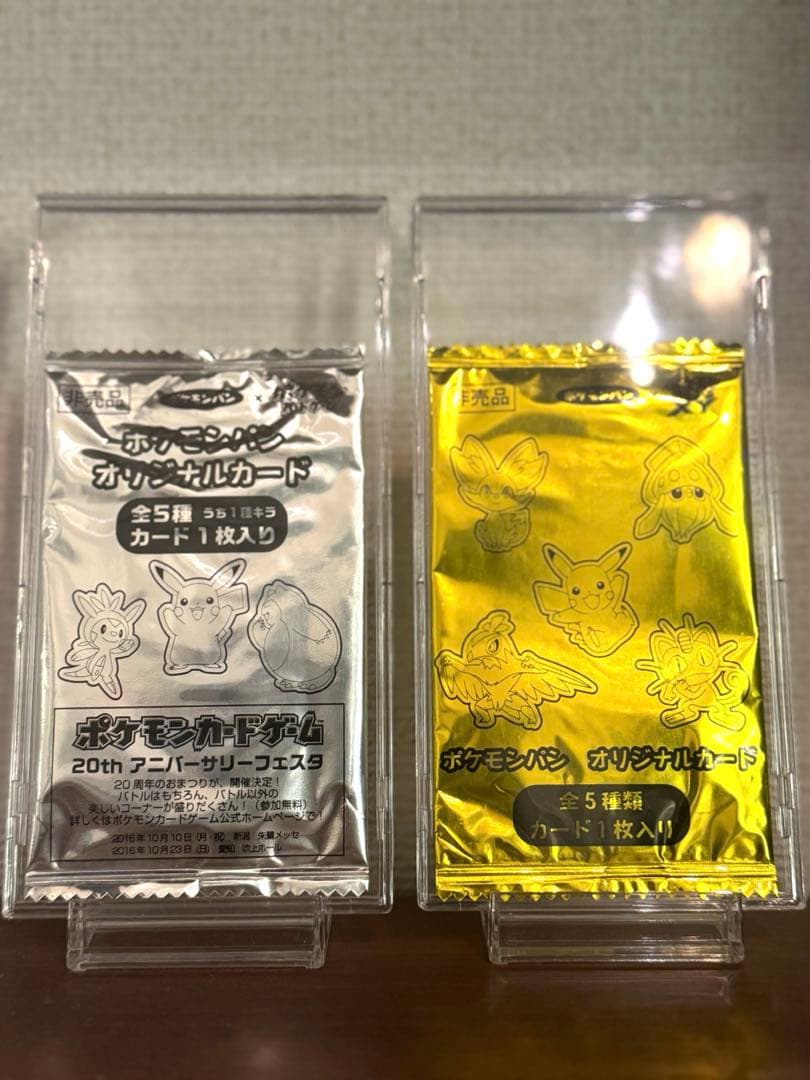 非売品
ポケモンパン
×
ポケモンパン
オリジナルカード
全5種 うち1種キラ
カード1枚入り
ポケモンカードゲーム
20th アニバーサリーフェスタ
20周年のおまつりが、開催決定！
バトルはもちろん、バトル以外の
楽しいコーナーが盛りだくさん！（参加無料）
詳しくはポケモンカードゲーム公式ホームページで！
2016年10月10日(月・祝) 新潟 朱鷺メッセ
2016年10月23日(日) 愛知 吹上ホール
非売品
ポケモンパン
XY
ポケモンパン オリジナルカード
全5種類
カード1枚入り